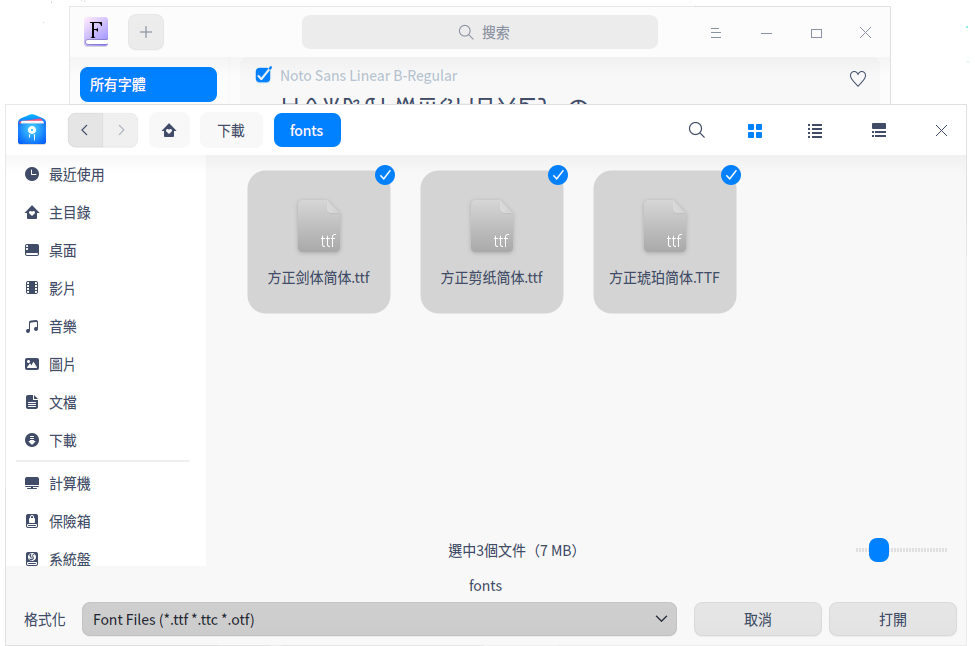 F
搜索
所有字體
Noto Sans Linear B-Regular
下載
fonts
最近使用
主目錄
桌面
影片
音樂
圖片
文檔
下載
計算機
保險箱
系統盤
ttf
ttf
ttf
方正剑体简体.ttf
方正剪纸简体.ttf
方正琥珀简体.TTF
選中3個文件（7 MB）
fonts
格式化
Font Files (*.ttf *.ttc *.otf)
取消
打開